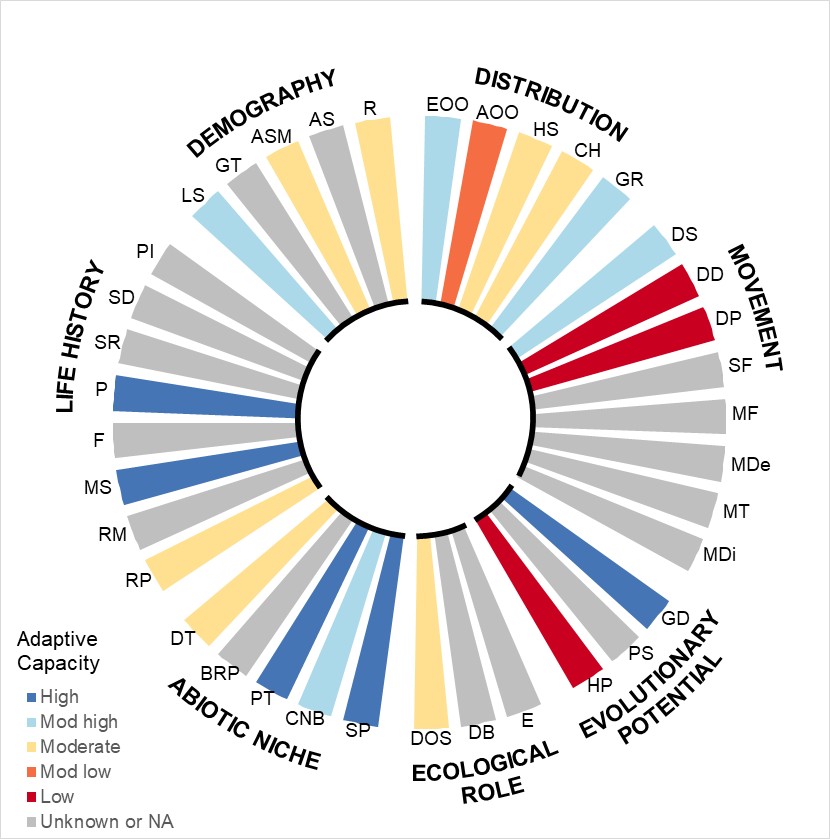 DISTRIBUTION
EOO
AOO
HS
CH
GR
MOVEMENT
DS
DD
DP
SF
MF
MDe
MT
MDi
EVOLUTIONARY
POTENTIAL
GD
PS
HP
ECOLOGICAL
ROLE
E
DB
DOS
ABIOTIC NICHE
SP
CNB
PT
BRP
DT
LIFE HISTORY
RP
RM
MS
F
P
SR
SD
PI
DEMOGRAPHY
LS
GT
ASM
AS
R
Adaptive
Capacity
High
Mod high
Moderate
Mod low
Low
Unknown or NA